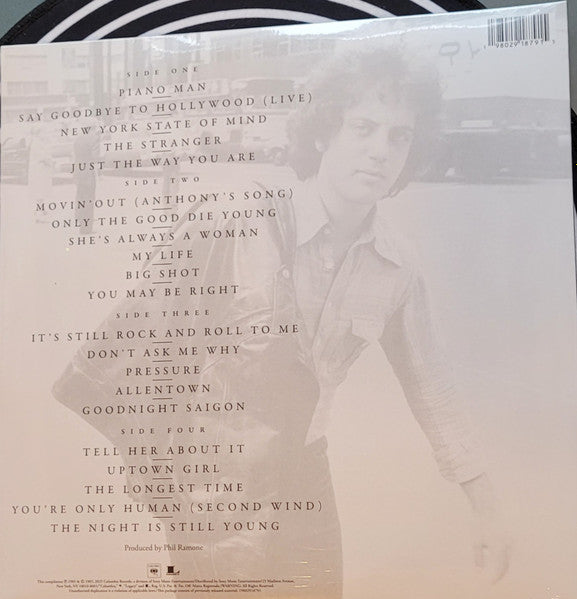 1 98029 18791 5
SIDE ONE
PIANO MAN
SAY GOODBYE TO HOLLYWOOD (LIVE)
NEW YORK STATE OF MIND
THE STRANGER
JUST THE WAY YOU ARE
SIDE TWO
MOVIN' OUT (ANTHONY'S SONG)
ONLY THE GOOD DIE YOUNG
SHE'S ALWAYS A WOMAN
MY LIFE
BIG SHOT
YOU MAY BE RIGHT
SIDE THREE
IT'S STILL ROCK AND ROLL TO ME
DON'T ASK ME WHY
PRESSURE
ALLENTOWN
GOODNIGHT SAIGON
SIDE FOUR
TELL HER ABOUT IT
UPTOWN GIRL
THE LONGEST TIME
YOU'RE ONLY HUMAN (SECOND WIND)
THE NIGHT IS STILL YOUNG
Produced by Phil Ramone